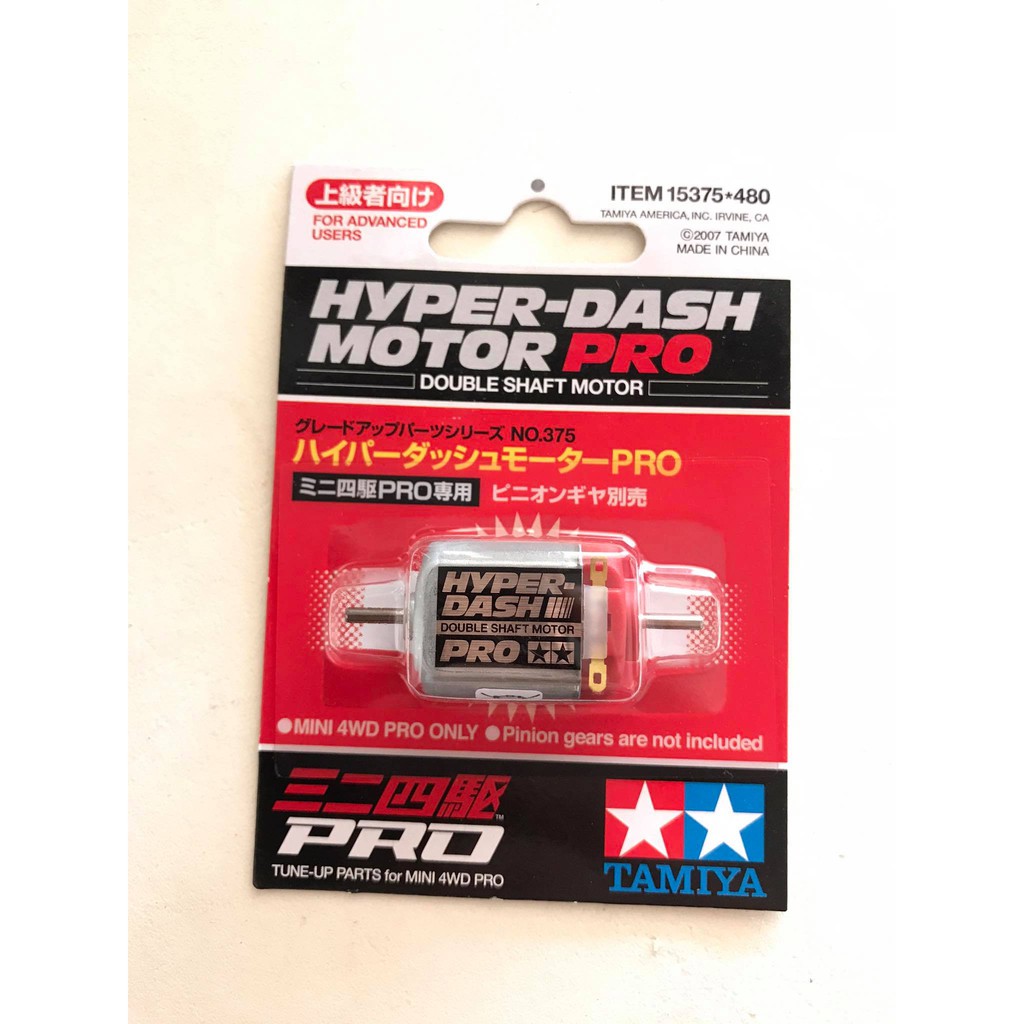 上級者向け
FOR ADVANCED
USERS
ITEM 15375*480
TAMIYA AMERICA, INC. IRVINE, CA
©2007 TAMIYA
MADE IN CHINA
HYPER-DASH
MOTOR PRO
DOUBLE SHAFT MOTOR
グレードアップパーツシリーズ NO.375
ハイパーダッシュモーターPRO
ミニ四駆PRO専用 ピニオンギヤ別売
HYPER-
DASH
DOUBLE SHAFT MOTOR
PRO
●MINI 4WD PRO ONLY ●Pinion gears are not included
ミニ四駆™
PRO
TUNE-UP PARTS for MINI 4WD PRO
TAMIYA